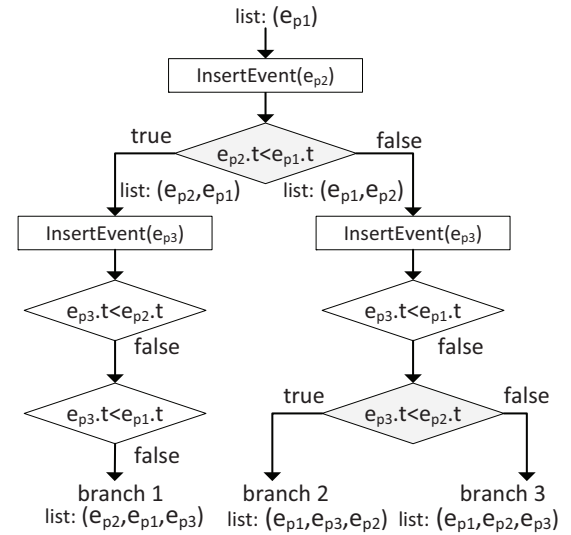 list: (e_p1)
InsertEvent(e_p2)
true
false
e_p2.t<e_p1.t
list: (e_p2,e_p1)
list: (e_p1,e_p2)
InsertEvent(e_p3)
InsertEvent(e_p3)
e_p3.t<e_p2.t
e_p3.t<e_p1.t
false
false
true
false
e_p3.t<e_p1.t
e_p3.t<e_p2.t
false
branch 1
branch 2
branch 3
list: (e_p2,e_p1,e_p3)
list: (e_p1,e_p3,e_p2)
list: (e_p1,e_p2,e_p3)